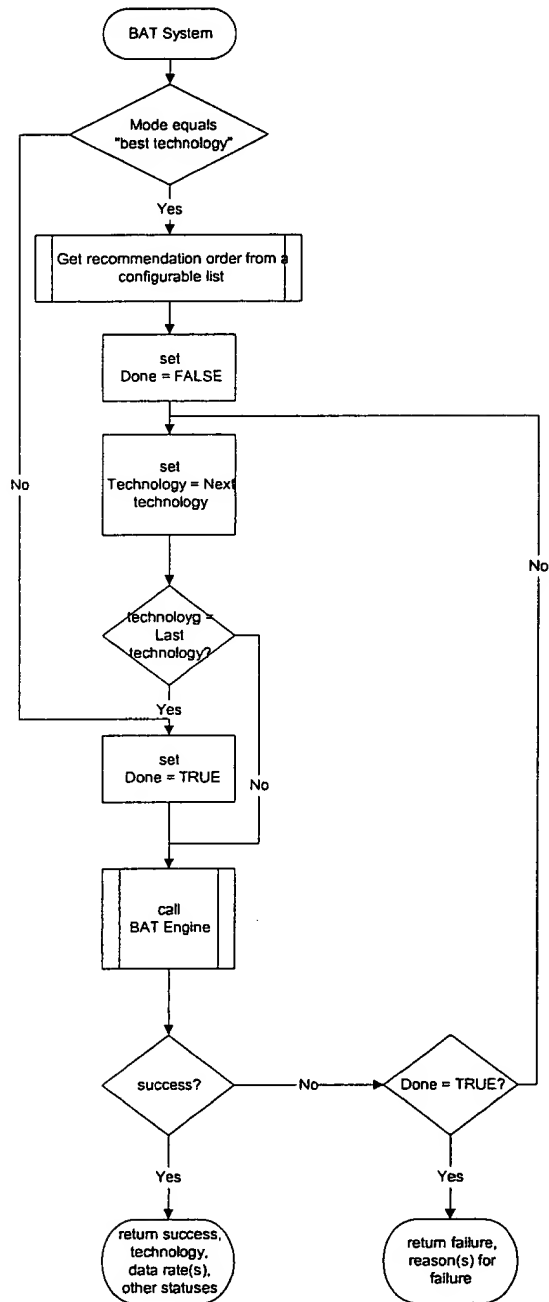 BAT System
Mode equals
"best technology"
Yes
Get recommendation order from a
configurable list
set
Done = FALSE
No
set
Technology = Next
technology
No
technoloyg =
Last
technology?
Yes
set
Done = TRUE
No
call
BAT Engine
success?
No
Done = TRUE?
Yes
Yes
return success,
technology,
data rate(s),
other statuses
return failure,
reason(s) for
failure